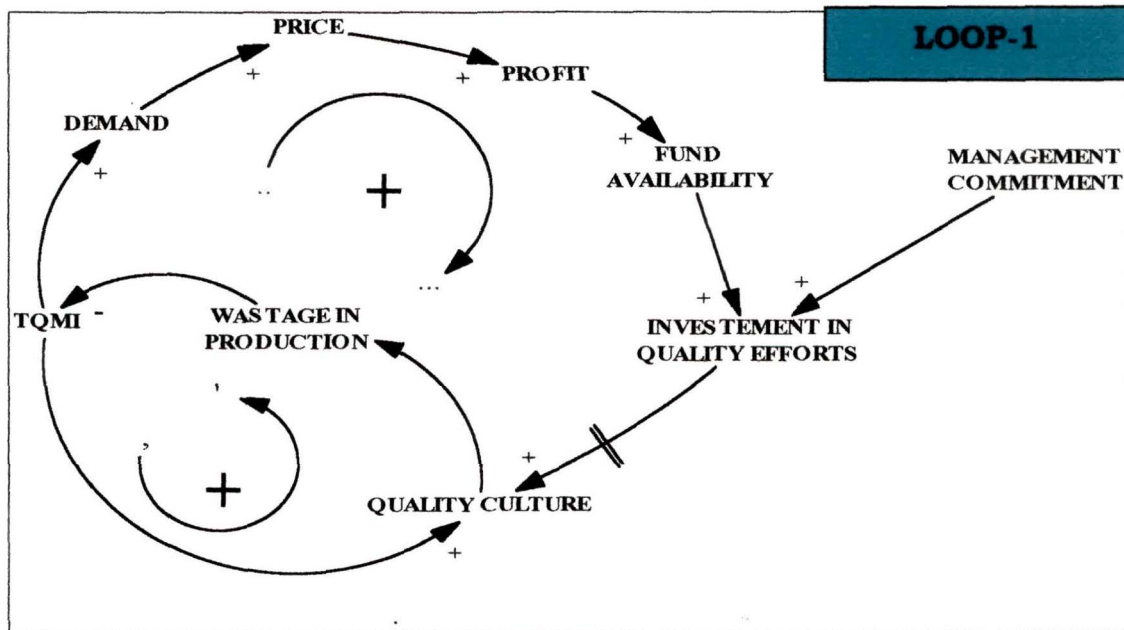 LOOP-1
PRICE
+
+
PROFIT
DEMAND
+
+
FUND
AVAILABILITY
MANAGEMENT
COMMITMENT
..
+
...
+
+
TQMI -
WASTAGE IN
PRODUCTION
INVESTEMENT IN
QUALITY EFFORTS
,
,
+
+
QUALITY CULTURE
+